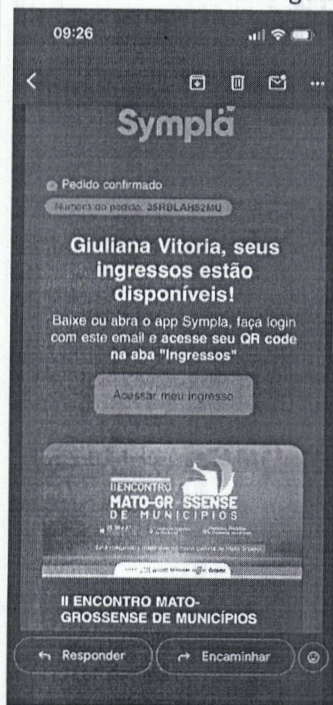 09:26
Sympla
Pedido confirmado
Número do pedido: 35RBLAH52MU
Giuliana Vitoria, seus
ingressos estão
disponíveis!
Baixe ou abra o app Sympla, faça login
com este email e acesse seu QR code
na aba "Ingressos"
Acessar meu ingresso
II ENCONTRO
MATO-GROSSENSE
DE MUNICÍPIOS
II ENCONTRO MATO-
GROSSENSE DE MUNICÍPIOS
Responder
Encaminhar